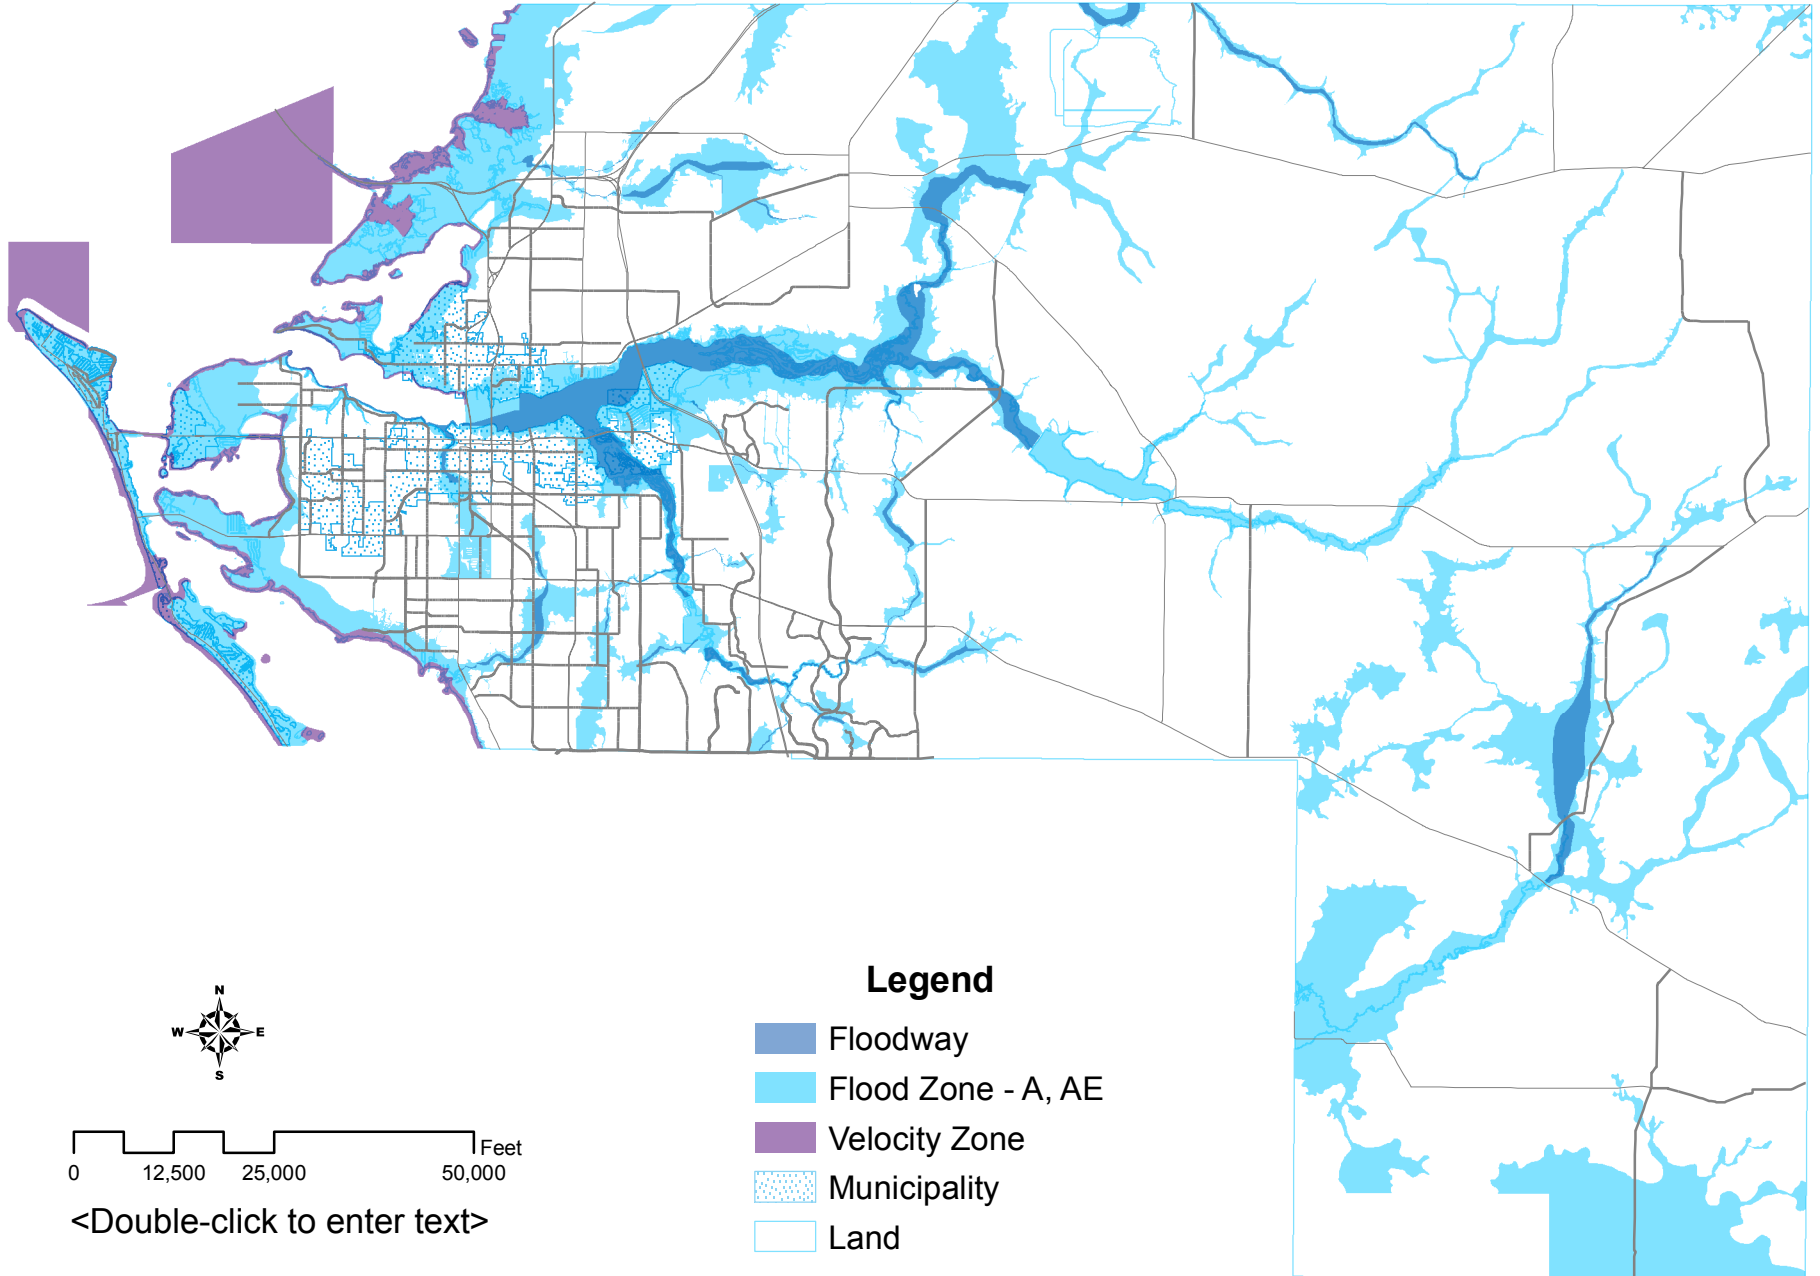 Legend
Floodway
Flood Zone - A, AE
Velocity Zone
Municipality
Land
N
W E
S
Feet
0 12,500 25,000 50,000
<Double-click to enter text>